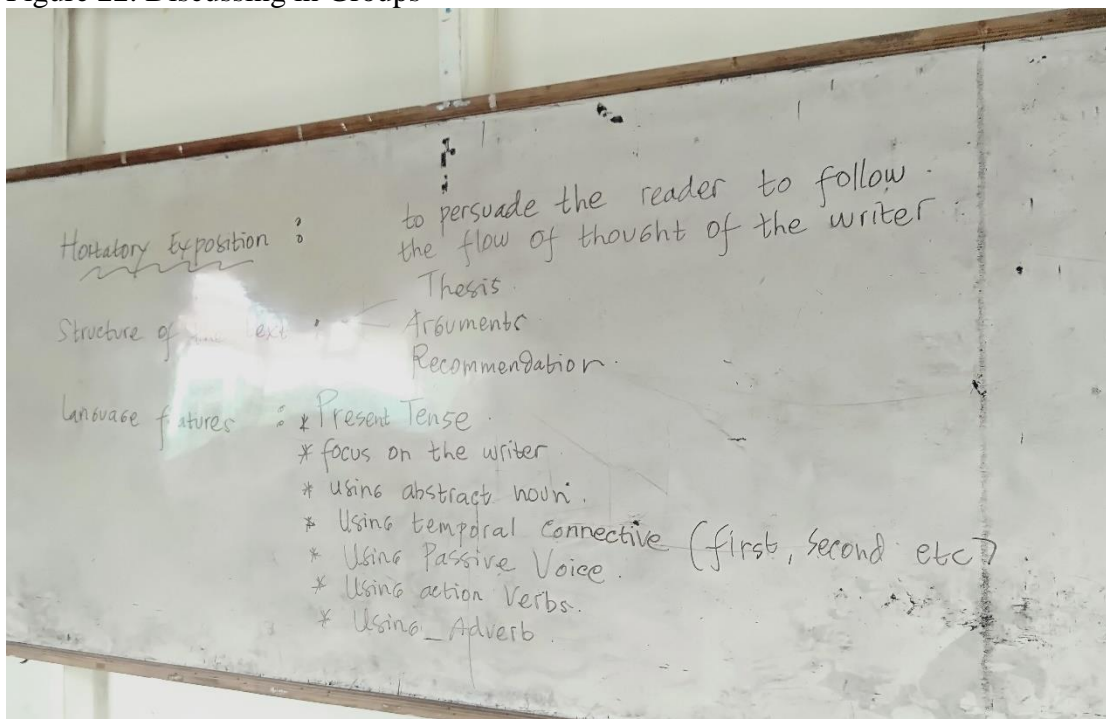 Figure 22. Discussing in Groups
Hortatory Exposition : to persuade the reader to follow
the flow of thought of the writer
Thesis
Structure of text : Arguments
Recommendation.
Language features : * Present Tense.
* focus on the writer
* Using abstract noun.
* Using temporal connective (first, second etc)
* Using Passive Voice.
* Using action Verbs.
* Using Adverb.